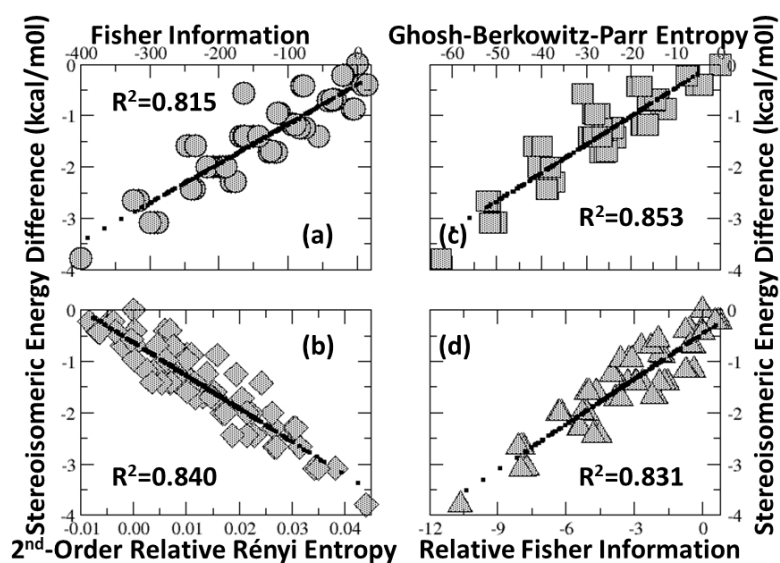 Fisher Information
Ghosh-Berkowitz-Parr Entropy
-400 -300 -200 -100 0
-60 -50 -40 -30 -20 -10 0
Stereoisomeric Energy Difference (kcal/m0l)
0
-1
-2
-3
-4
R²=0.815
(a)
R²=0.853
(c)
0
-1
-2
-3
-4
Stereoisomeric Energy Difference (kcal/m0l)
0
-1
-2
-3
-4
(b)
R²=0.840
(d)
R²=0.831
0
-1
-2
-3
-4
-0.01 0.00 0.01 0.02 0.03 0.04
-12 -9 -6 -3 0
2nd-Order Relative Rényi Entropy
Relative Fisher Information